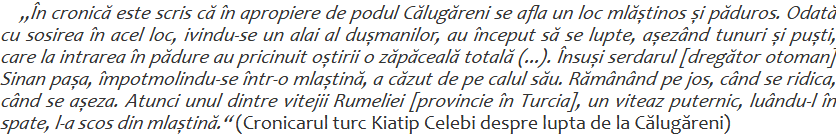 „În cronică este scris că în apropiere de podul Călugăreni se afla un loc mlăștinos și păduros. Odată
cu sosirea în acel loc, ivindu-se un alai al dușmanilor, au început să se lupte, așezând tunuri și puști,
care la intrarea în pădure au pricinuit oștirii o zăpăceală totală (...). Însuși serdarul [dregător otoman]
Sinan pașa, împotmolindu-se într-o mlaștină, a căzut de pe calul său. Rămânând pe jos, când se ridica,
când se așeza. Atunci unul dintre vitejii Rumeliei [provincie în Turcia], un viteaz puternic, luându-l în
spate, l-a scos din mlaștină.“ (Cronicarul turc Kiatip Celebi despre lupta de la Călugăreni)